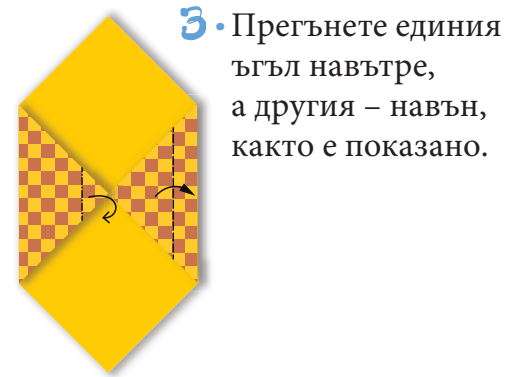 3 · Прегънете единия
ъгъл навътре,
а другия – навън,
както е показано.